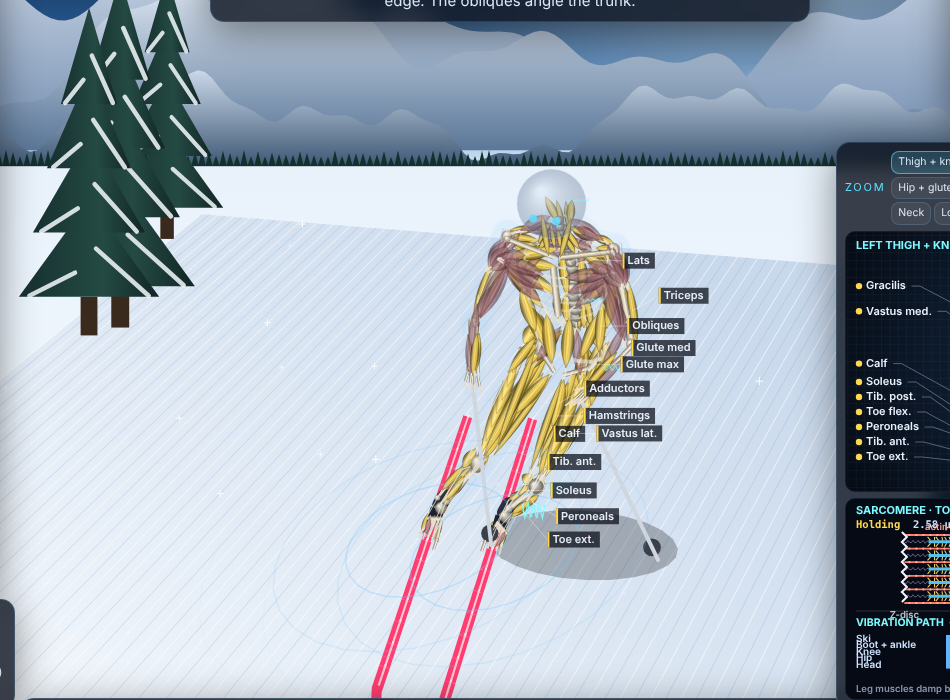 edge. The obliques angle the trunk.
Lats
Triceps
Obliques
Glute med
Glute max
Adductors
Hamstrings
Calf
Vastus lat.
Tib. ant.
Soleus
Peroneals
Toe ext.
Thigh + kn
ZOOM
Hip + glute
Neck
Lo
LEFT THIGH + KN
Gracilis
Vastus med.
Calf
Soleus
Tib. post.
Toe flex.
Peroneals
Tib. ant.
Toe ext.
SARCOMERE · TO
Holding 2.58
Z-disc
VIBRATION PATH
Ski
Boot + ankle
Knee
Hip
Head
Leg muscles damp